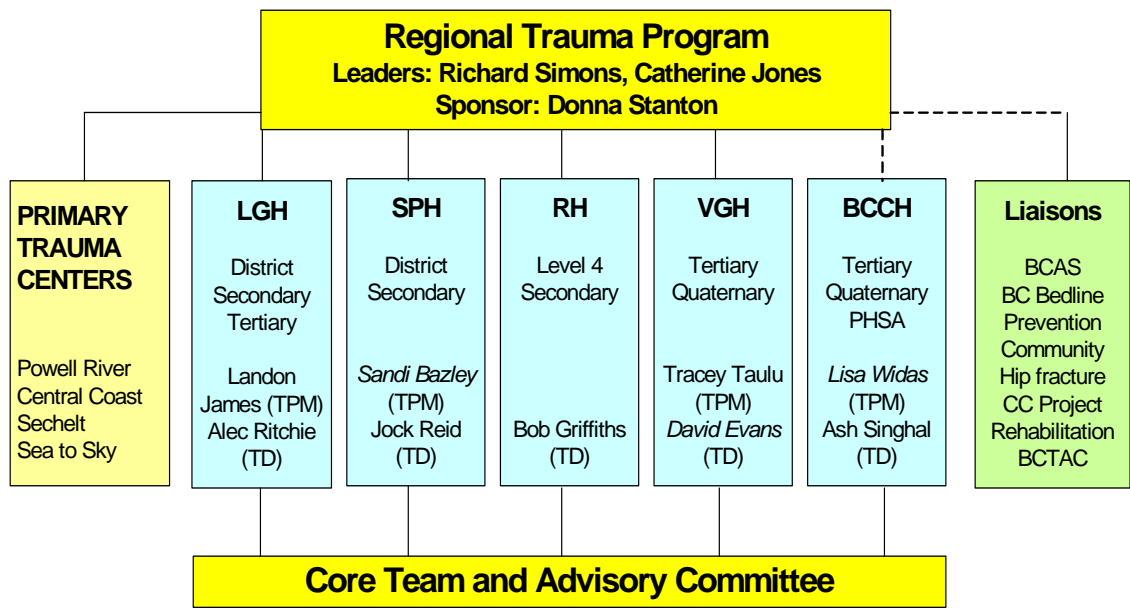 Regional Trauma Program
Leaders: Richard Simons, Catherine Jones
Sponsor: Donna Stanton
PRIMARY
TRAUMA
CENTERS
Powell River
Central Coast
Sechelt
Sea to Sky
LGH
District
Secondary
Tertiary
Landon
James (TPM)
Alec Ritchie
(TD)
SPH
District
Secondary
Sandi Bazley
(TPM)
Jock Reid
(TD)
RH
Level 4
Secondary
Bob Griffiths
(TD)
VGH
Tertiary
Quaternary
Tracey Taulu
(TPM)
David Evans
(TD)
BCCH
Tertiary
Quaternary
PHSA
Lisa Widas
(TPM)
Ash Singhal
(TD)
Liaisons
BCAS
BC Bedline
Prevention
Community
Hip fracture
CC Project
Rehabilitation
BCTAC
Core Team and Advisory Committee